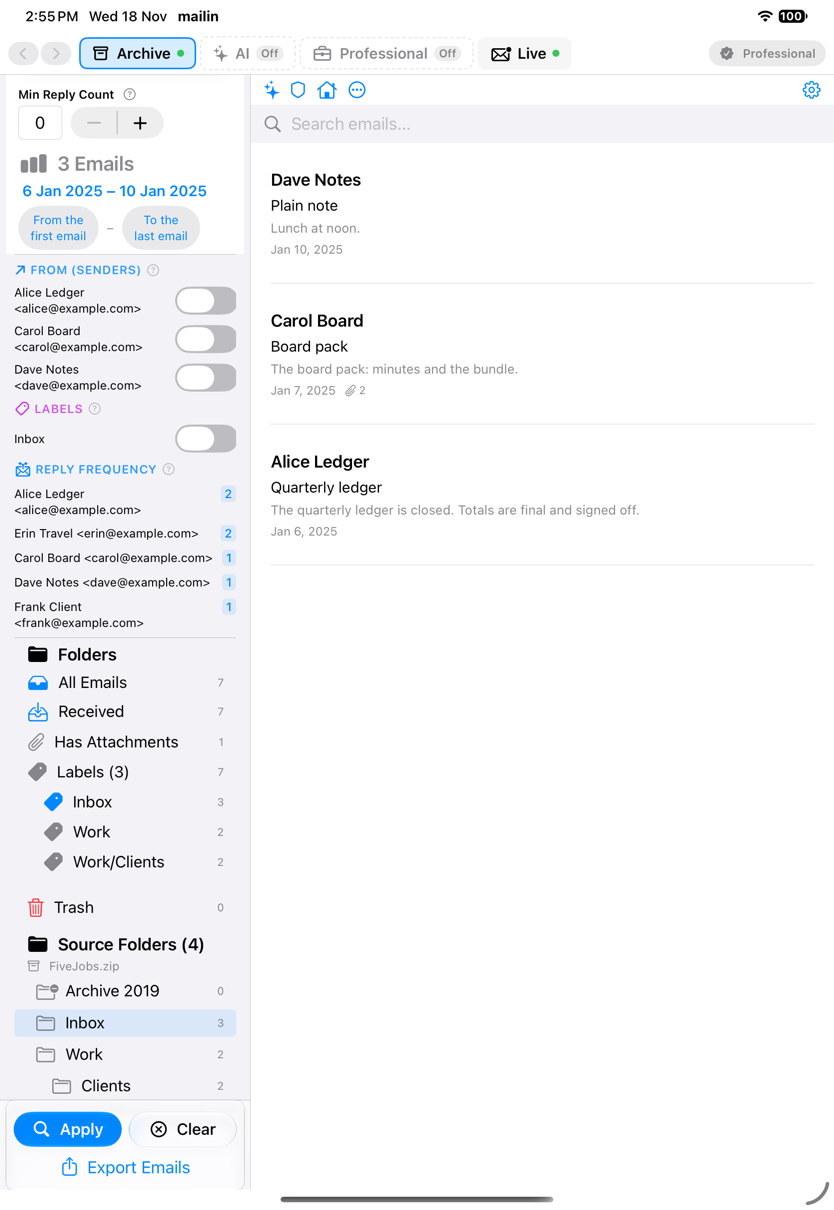 2:55 PM Wed 18 Nov mailin 100
Archive AI Off Professional Off Live Professional
Min Reply Count ?
0 − +
3 Emails
6 Jan 2025 – 10 Jan 2025
From the
first email
–
To the
last email
FROM (SENDERS) ?
Alice Ledger
<alice@example.com>
Carol Board
<carol@example.com>
Dave Notes
<dave@example.com>
LABELS ?
Inbox
REPLY FREQUENCY ?
Alice Ledger
<alice@example.com> 2
Erin Travel <erin@example.com> 2
Carol Board <carol@example.com> 1
Dave Notes <dave@example.com> 1
Frank Client
<frank@example.com> 1
Folders
All Emails 7
Received 7
Has Attachments 1
Labels (3) 7
Inbox 3
Work 2
Work/Clients 2
Trash 0
Source Folders (4)
FiveJobs.zip
Archive 2019 0
Inbox 3
Work 2
Clients 2
Apply Clear
Export Emails
Search emails...
Dave Notes
Plain note
Lunch at noon.
Jan 10, 2025
Carol Board
Board pack
The board pack: minutes and the bundle.
Jan 7, 2025 2
Alice Ledger
Quarterly ledger
The quarterly ledger is closed. Totals are final and signed off.
Jan 6, 2025